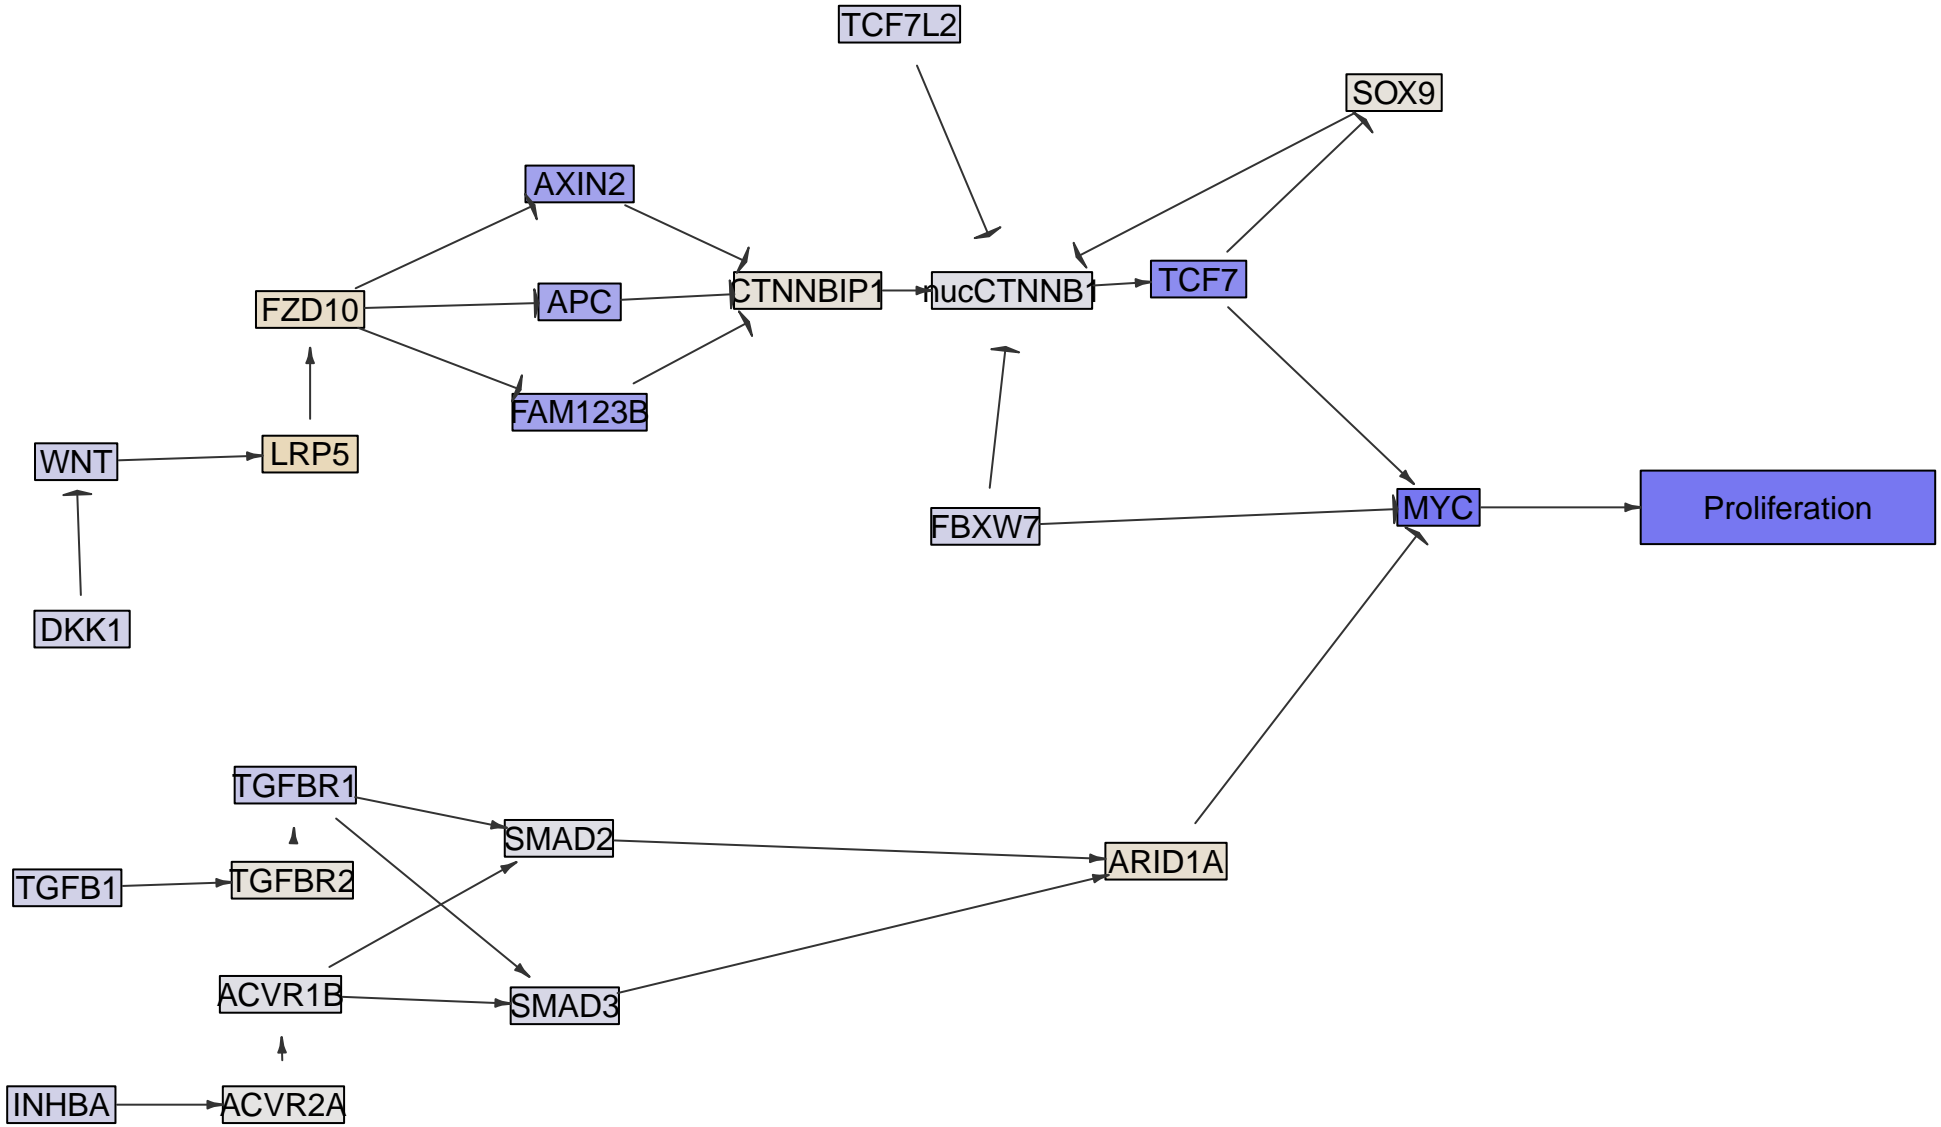 TCF7L2
SOX9
AXIN2
FZD10
APC
CTNNBIP1
nucCTNNB1
TCF7
FAM123B
WNT
LRP5
FBXW7
MYC
Proliferation
DKK1
TGFBR1
SMAD2
ARID1A
TGFB1
TGFBR2
ACVR1B
SMAD3
INHBA
ACVR2A